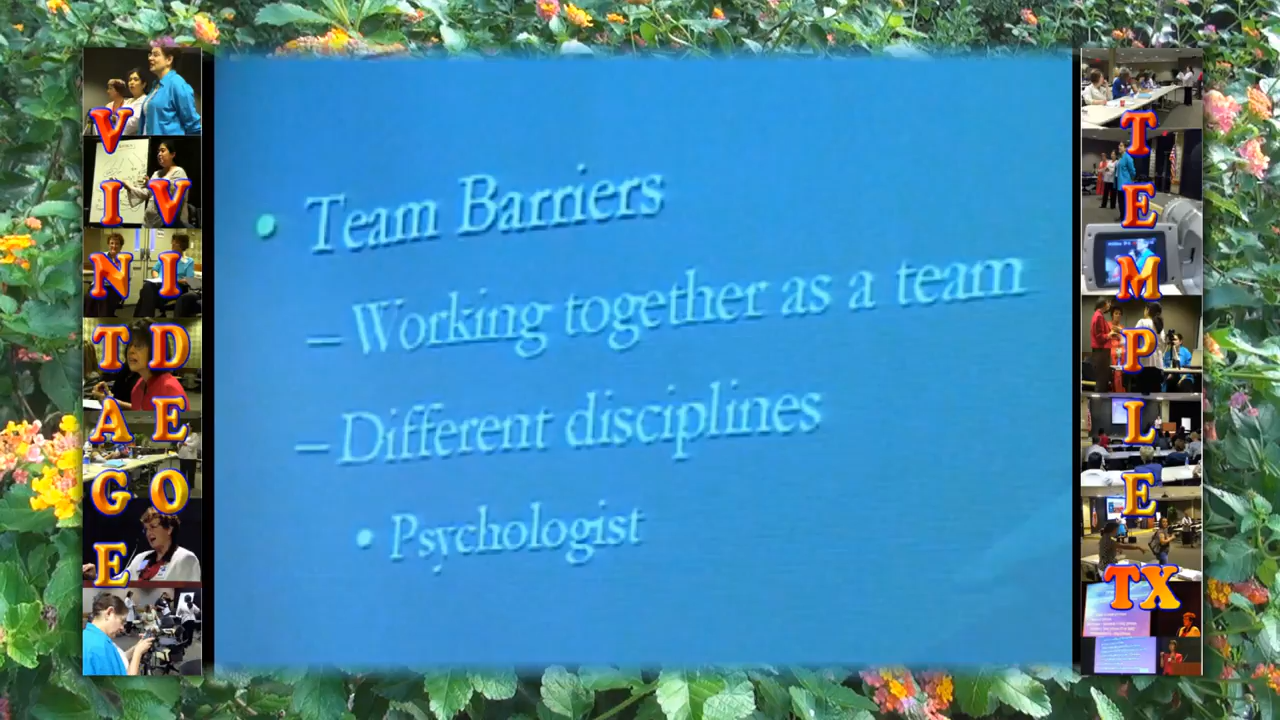 VINTAGE
VIDEO
• Team Barriers
– Working together as a team
– Different disciplines
• Psychologist
TEMPLE
TX